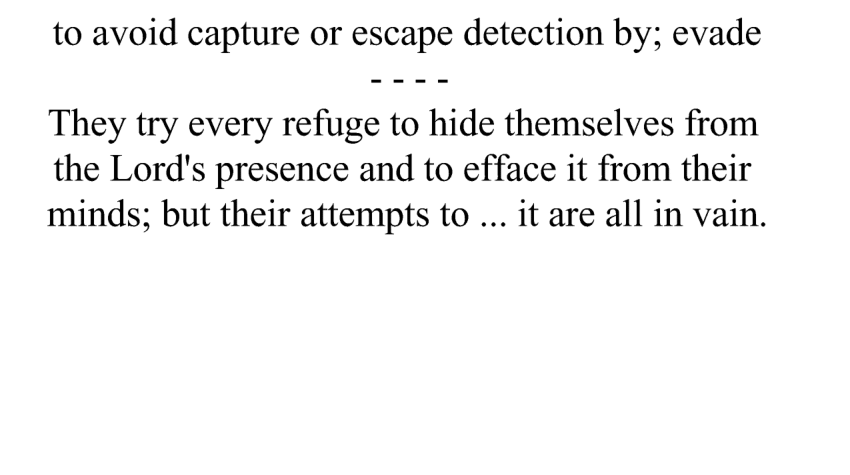 to avoid capture or escape detection by; evade
- - - -
They try every refuge to hide themselves from
the Lord's presence and to efface it from their
minds; but their attempts to ... it are all in vain.